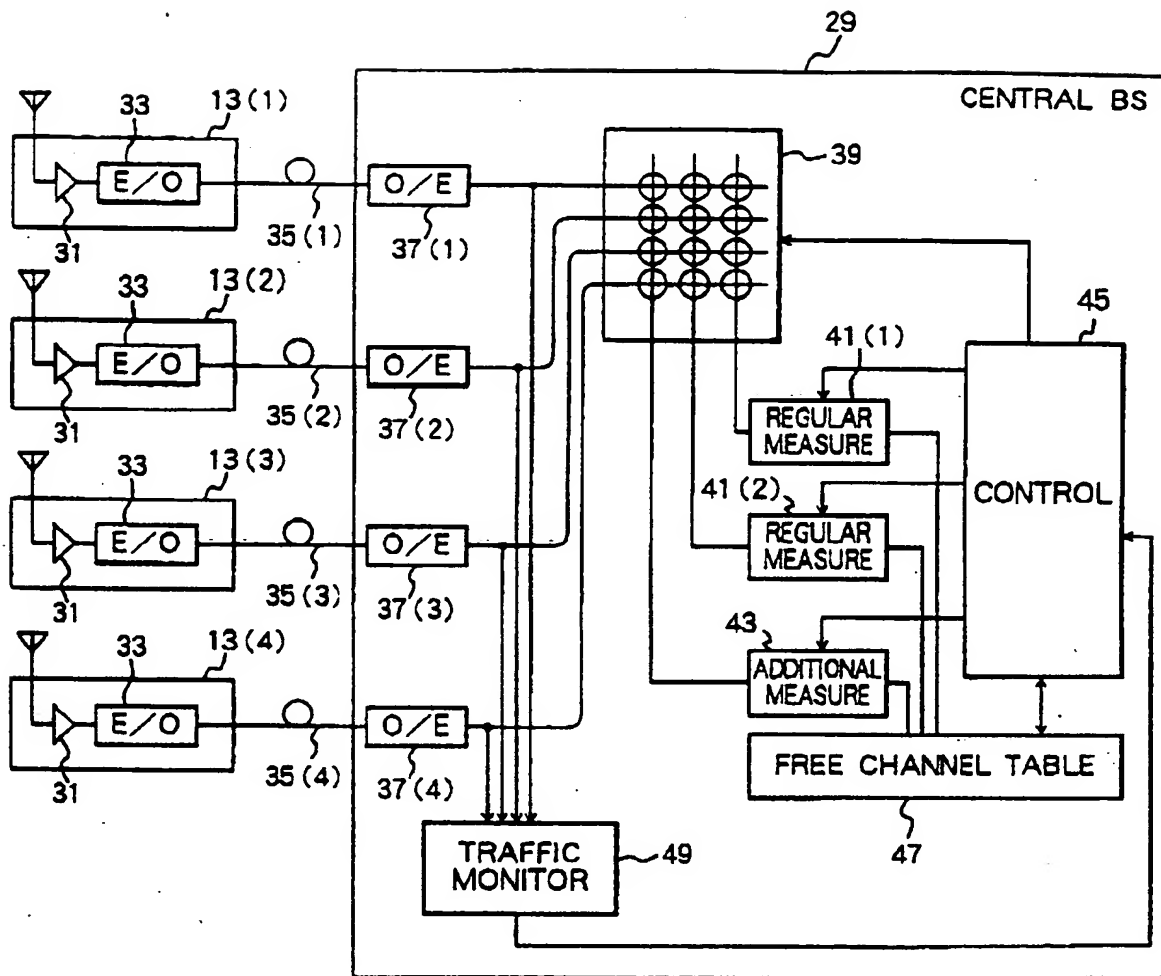 29
CENTRAL BS
33
13(1)
E/O
31
35(1)
O/E
37(1)
39
33
13(2)
E/O
31
35(2)
O/E
37(2)
33
13(3)
E/O
31
35(3)
O/E
37(3)
33
13(4)
E/O
31
35(4)
O/E
37(4)
45
CONTROL
41(1)
REGULAR
MEASURE
41(2)
REGULAR
MEASURE
43
ADDITIONAL
MEASURE
FREE CHANNEL TABLE
47
TRAFFIC
MONITOR
49